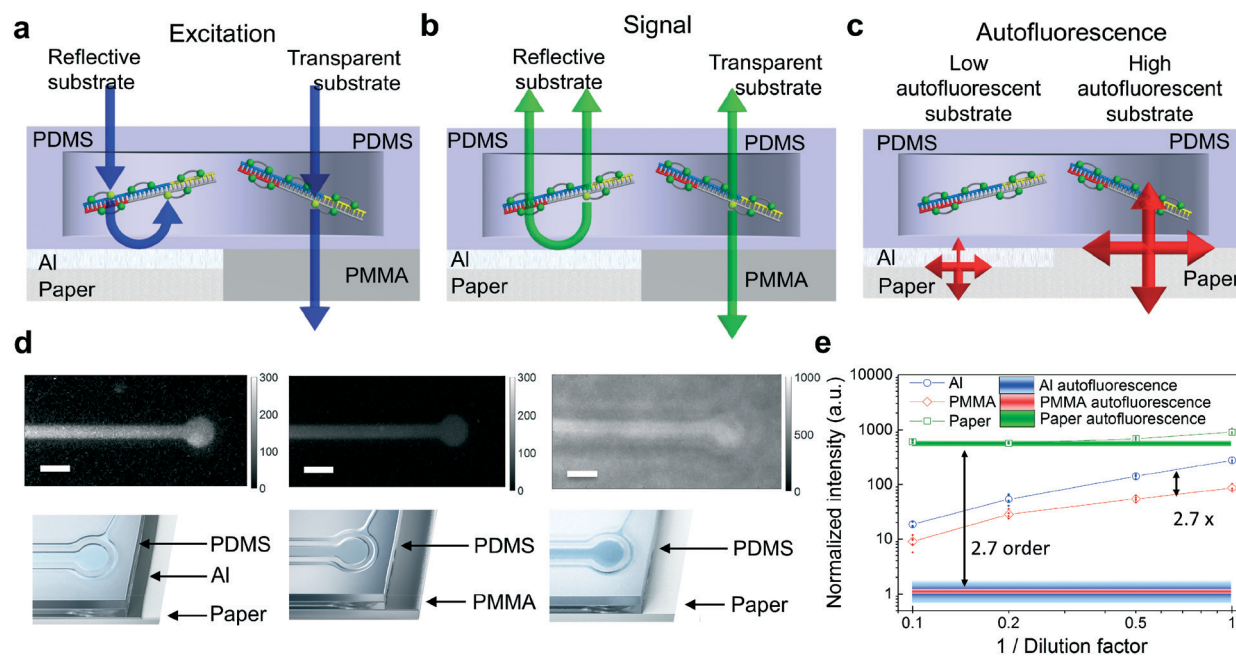 a
Excitation
Reflective
substrate
Transparent
substrate
PDMS
PDMS
Al
Paper
PMMA
b
Signal
Reflective
substrate
Transparent
substrate
PDMS
PDMS
Al
Paper
PMMA
c
Autofluorescence
Low
autofluorescent
substrate
High
autofluorescent
substrate
PDMS
PDMS
Al
Paper
Paper
d
300
200
100
0
300
200
100
0
1000
500
0
PDMS
Al
Paper
PDMS
PMMA
PDMS
Paper
e
Normalized intensity (a.u.)
10000
1000
100
10
1
Al
PMMA
Paper
Al autofluorescence
PMMA autofluorescence
Paper autofluorescence
2.7 order
2.7 x
0.1
0.2
0.5
1
1 / Dilution factor